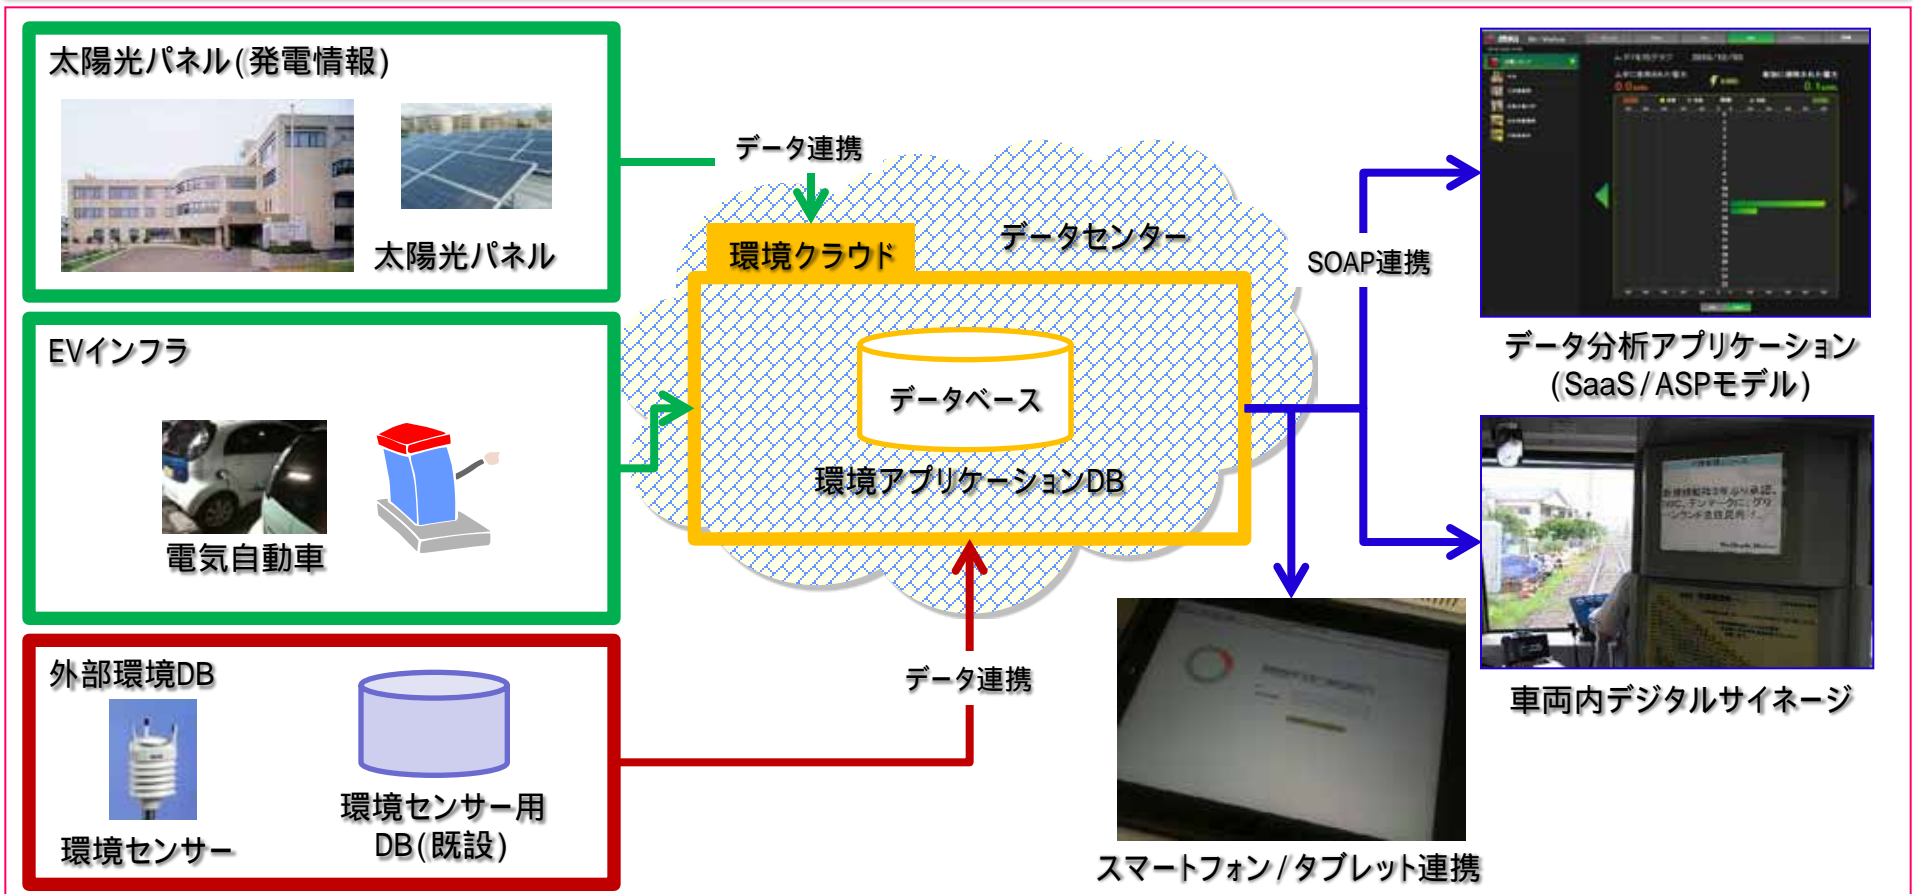 太陽光パネル(発電情報)
太陽光パネル
EVインフラ
電気自動車
外部環境DB
環境センサー
環境センサー用
DB(既設)
データ連携
環境クラウド
データセンター
データベース
環境アプリケーションDB
データ連携
SOAP連携
データ分析アプリケーション
(SaaS/ASPモデル)
車両内デジタルサイネージ
スマートフォン/タブレット連携